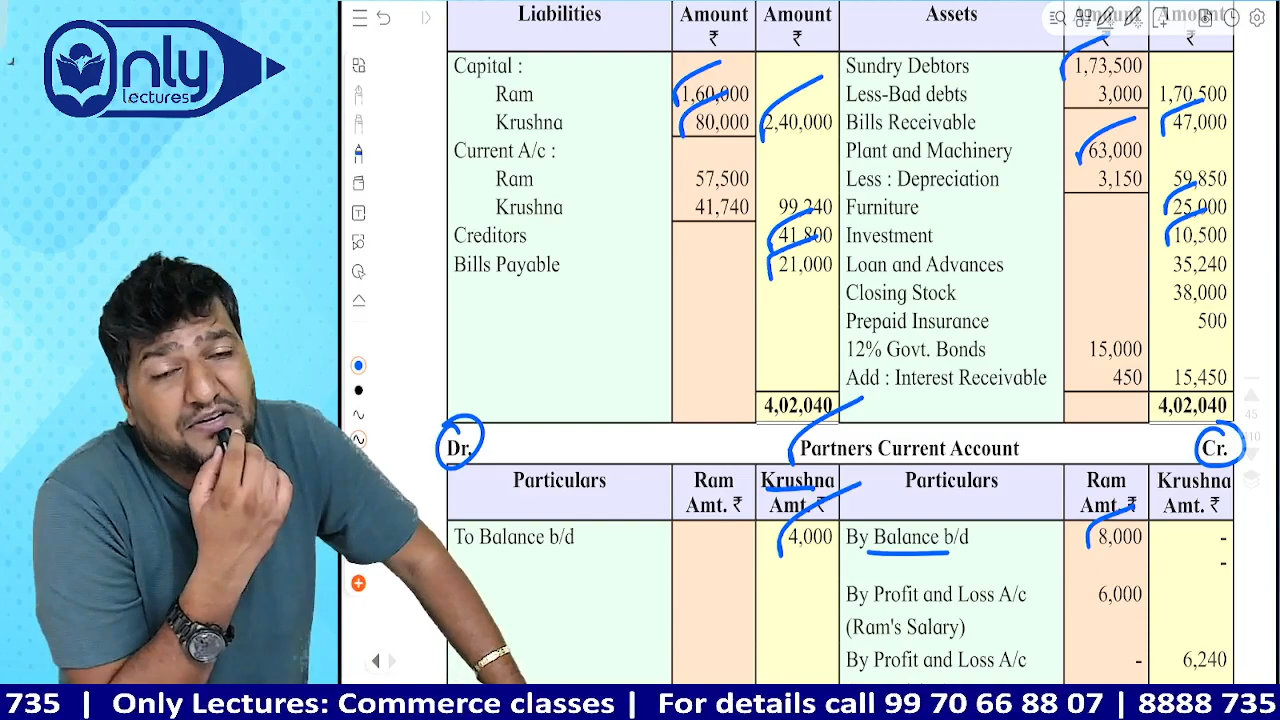 Only
lectures
Liabilities Amount ₹ Amount ₹ Assets Amount ₹ Amount ₹
Capital : Sundry Debtors 1,73,500
Ram 1,60,000 Less-Bad debts 3,000 1,70,500
Krushna 80,000 2,40,000 Bills Receivable 47,000
Current A/c : Plant and Machinery 63,000
Ram 57,500 Less : Depreciation 3,150 59,850
Krushna 41,740 99,240 Furniture 25,000
Creditors 41,800 Investment 10,500
Bills Payable 21,000 Loan and Advances 35,240
Closing Stock 38,000
Prepaid Insurance 500
12% Govt. Bonds 15,000
Add : Interest Receivable 450 15,450
4,02,040 4,02,040
Dr. Partners Current Account Cr.
Particulars Ram Amt. ₹ Krushna Amt. ₹ Particulars Ram Amt. ₹ Krushna Amt. ₹
To Balance b/d 4,000 By Balance b/d 8,000 -
-
By Profit and Loss A/c 6,000
(Ram's Salary)
By Profit and Loss A/c - 6,240
735 | Only Lectures: Commerce classes | For details call 99 70 66 88 07 | 8888 735